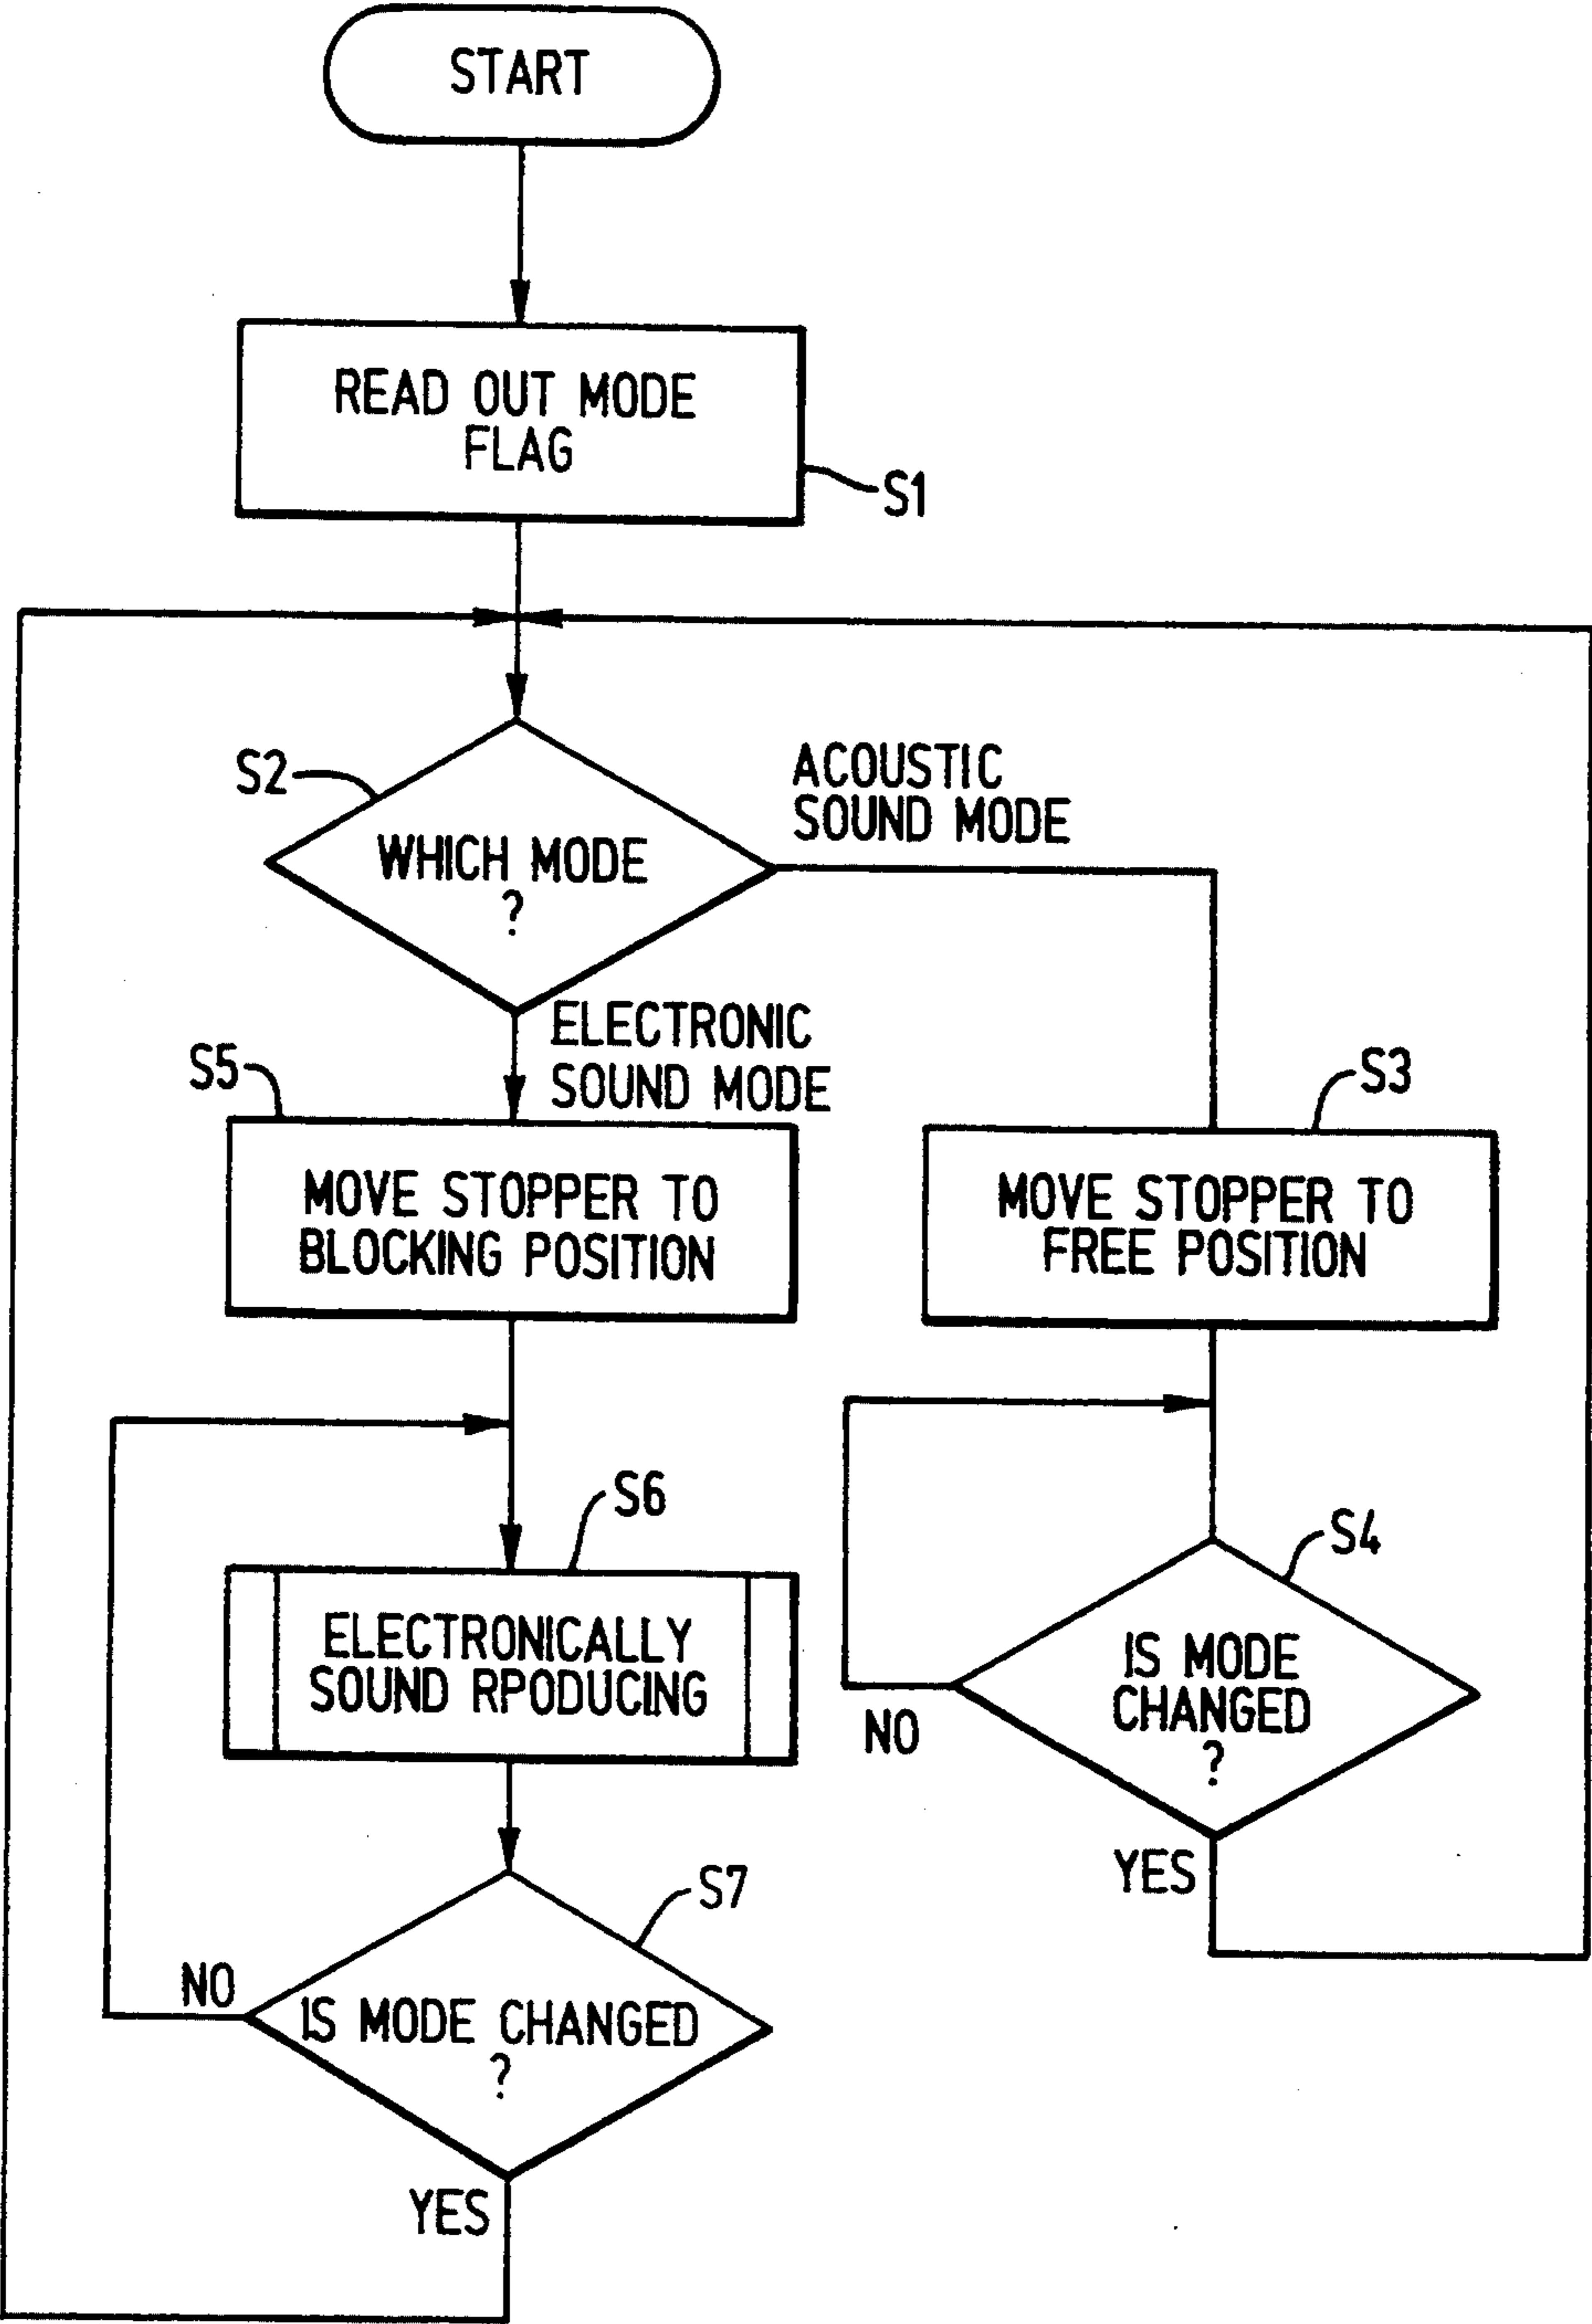 START
READ OUT MODE
FLAG
S1
S2
WHICH MODE
?
ACOUSTIC
SOUND MODE
ELECTRONIC
SOUND MODE
S5
MOVE STOPPER TO
BLOCKING POSITION
S3
MOVE STOPPER TO
FREE POSITION
S6
ELECTRONICALLY
SOUND RPODUCING
S4
IS MODE
CHANGED
?
NO
YES
S7
NO
IS MODE CHANGED
?
YES